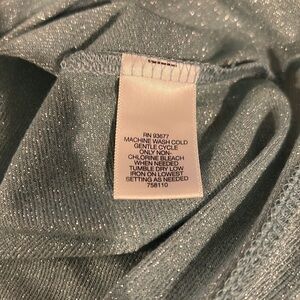 RN 93677
MACHINE WASH COLD
GENTLE CYCLE
ONLY NON-
CHLORINE BLEACH
WHEN NEEDED
TUMBLE DRY LOW
IRON ON LOWEST
SETTING AS NEEDED
758110